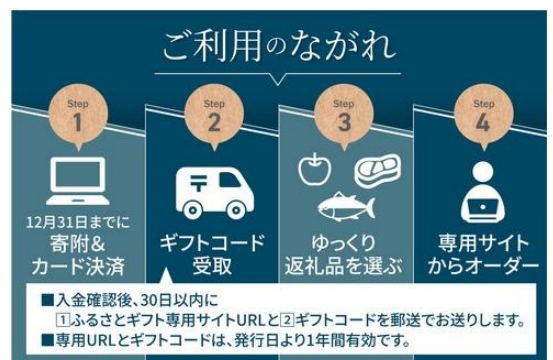 ご利用のながれ
Step
1
12月31日までに
寄附&
カード決済
Step
2
〒
ギフトコード
受取
Step
3
ゆっくり
返礼品を選ぶ
Step
4
専用サイト
からオーダー
■入金確認後、30日以内に
1ふるさとギフト専用サイトURLと2ギフトコードを郵送でお送りします。
■専用URLとギフトコードは、発行日より1年間有効です。